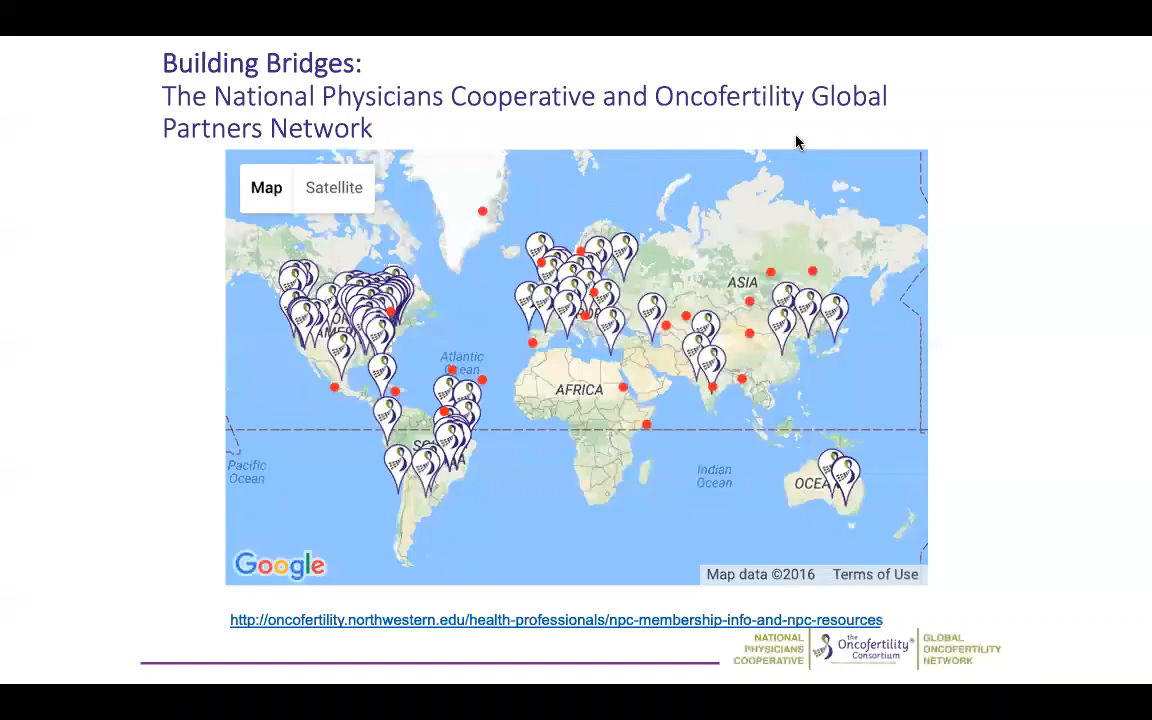 Building Bridges:
The National Physicians Cooperative and Oncofertility Global
Partners Network
Map Satellite
ASIA
Atlantic
Ocean
AFRICA
Pacific
Ocean
Indian
Ocean
Google
Map data ©2016 Terms of Use
http://oncofertility.northwestern.edu/health-professionals/npc-membership-info-and-npc-resources
NATIONAL
PHYSICIANS
COOPERATIVE
the
Oncofertility®
Consortium
GLOBAL
ONCOFERTILITY
NETWORK